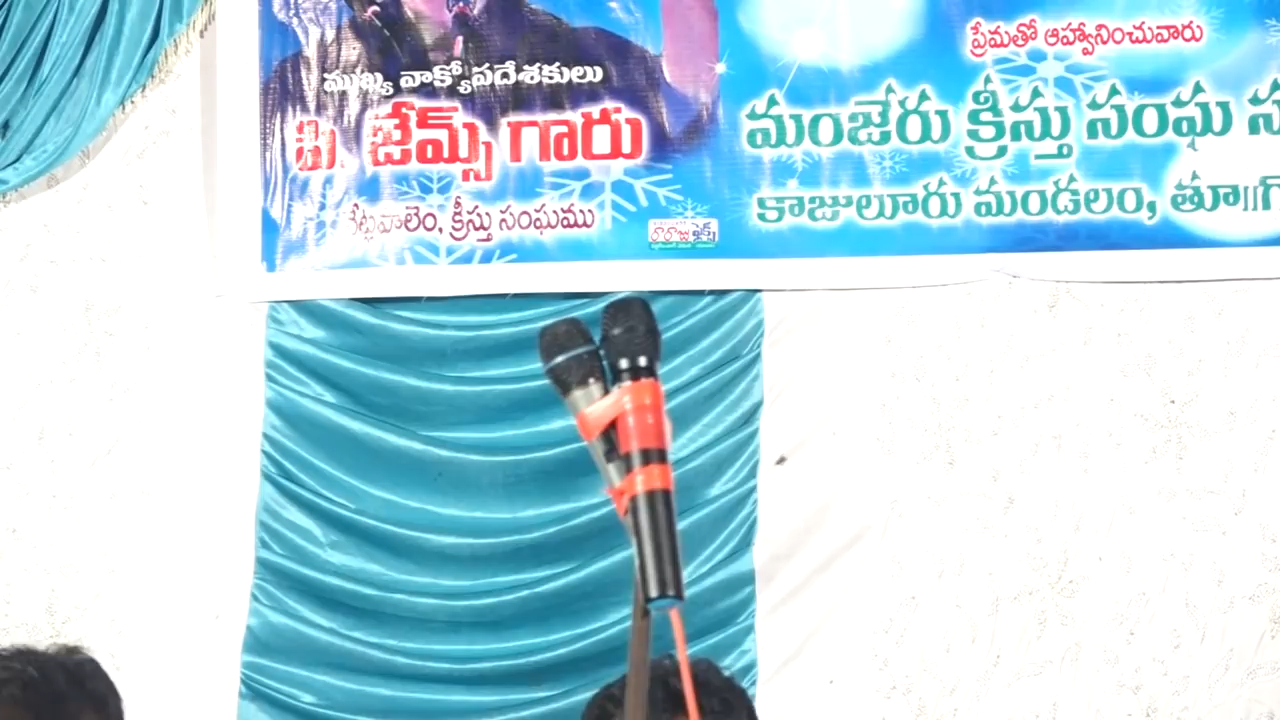 ముఖ్య వాక్యోపదేశకులు
పి. జేమ్స్ గారు
క్రీస్తు సంఘము
ప్రేమతో ఆహ్వానించువారు
మంజేరు క్రీస్తు సంఘ
కాజులూరు మండలం, తూ||గో